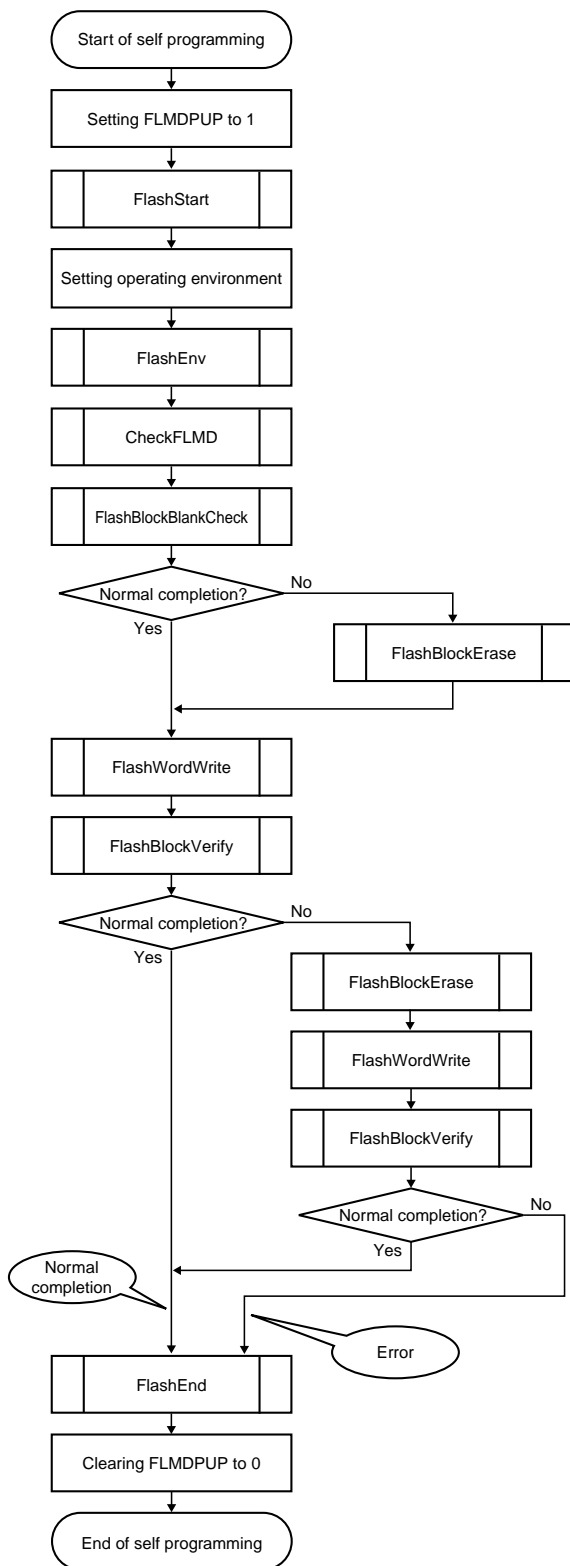 Start of self programming
Setting FLMDPUP to 1
FlashStart
Setting operating environment
FlashEnv
CheckFLMD
FlashBlockBlankCheck
Normal completion?
No
Yes
FlashBlockErase
FlashWordWrite
FlashBlockVerify
Normal completion?
No
Yes
FlashBlockErase
FlashWordWrite
FlashBlockVerify
Normal completion?
No
Yes
Normal
completion
Error
FlashEnd
Clearing FLMDPUP to 0
End of self programming